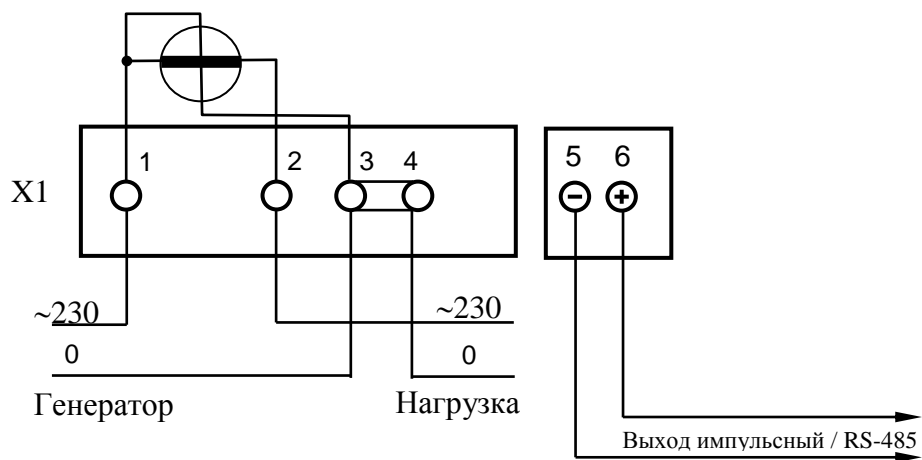 1 2 3 4 5 6
X1
− +
~230 ~230
0 0
Генератор Нагрузка
Выход импульсный / RS-485